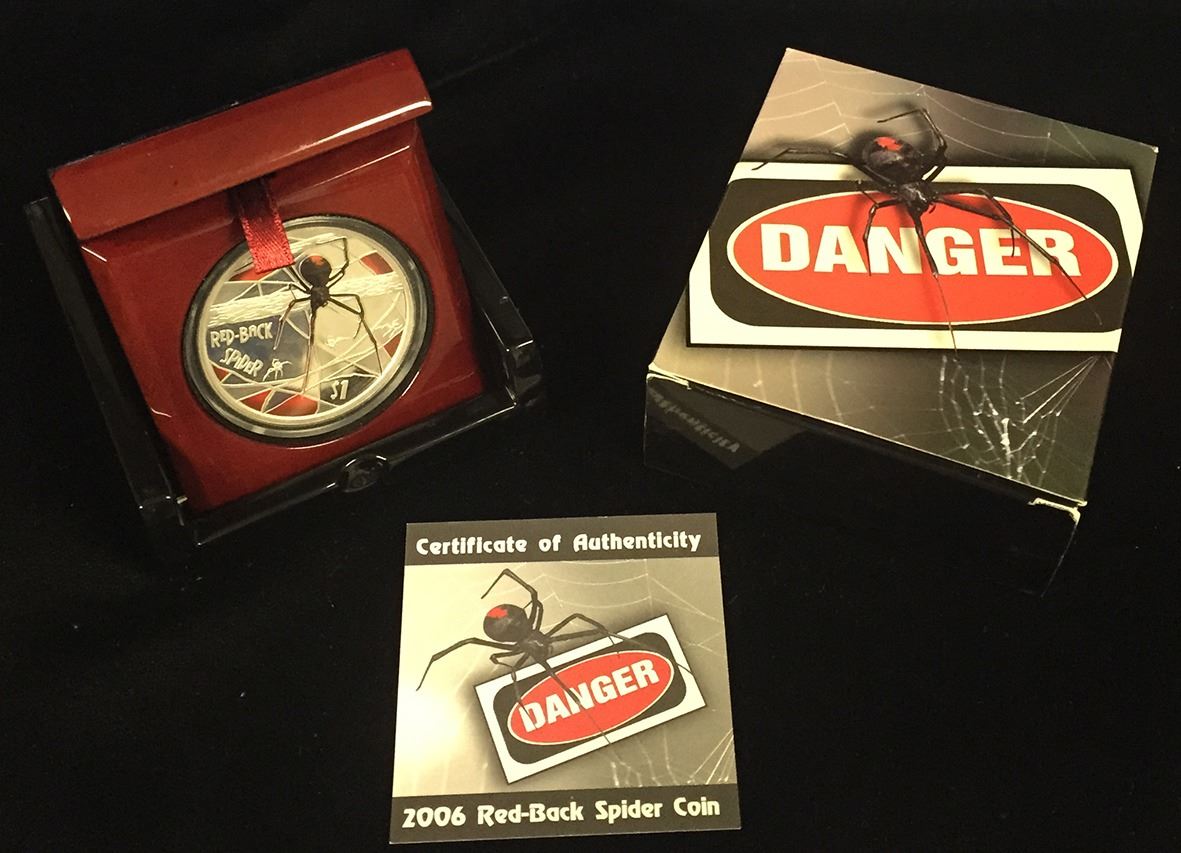 RED-BACK
SPIDER
$1
DANGER
Certificate of Authenticity
DANGER
2006 Red-Back Spider Coin